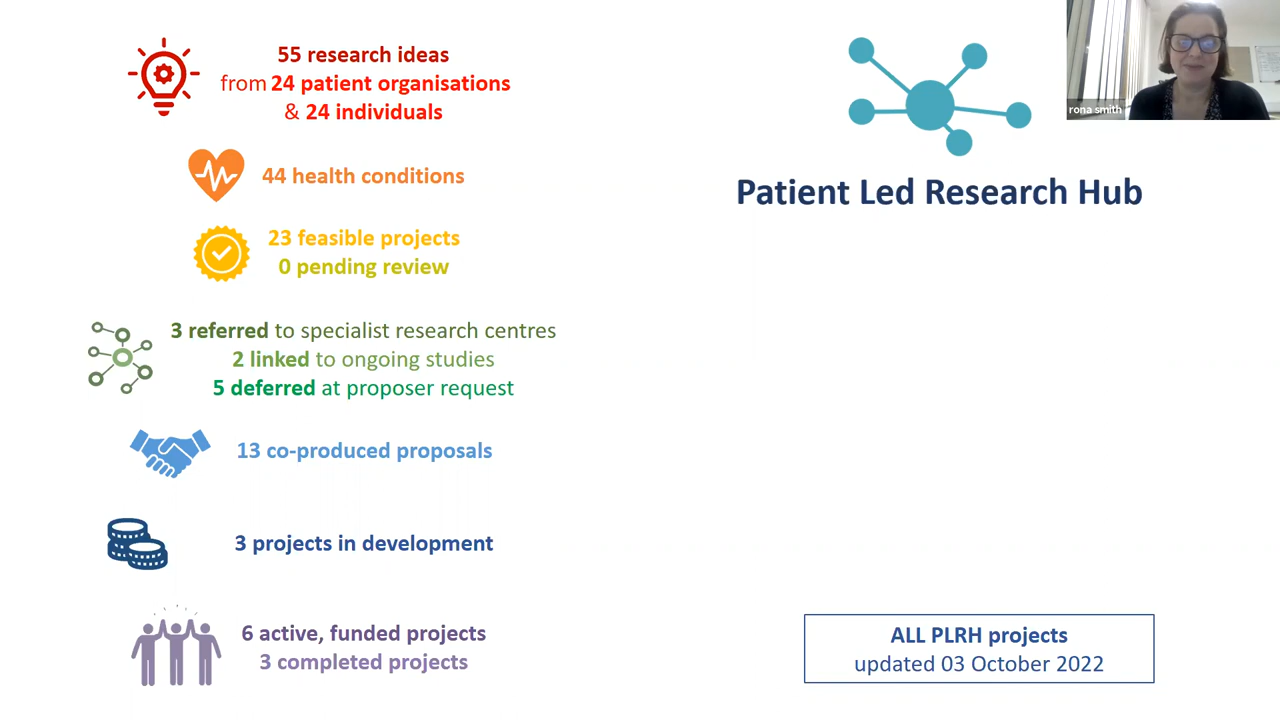 55 research ideas
from 24 patient organisations
& 24 individuals
44 health conditions
23 feasible projects
0 pending review
3 referred to specialist research centres
2 linked to ongoing studies
5 deferred at proposer request
13 co-produced proposals
3 projects in development
6 active, funded projects
3 completed projects
rona smith
Patient Led Research Hub
ALL PLRH projects
updated 03 October 2022